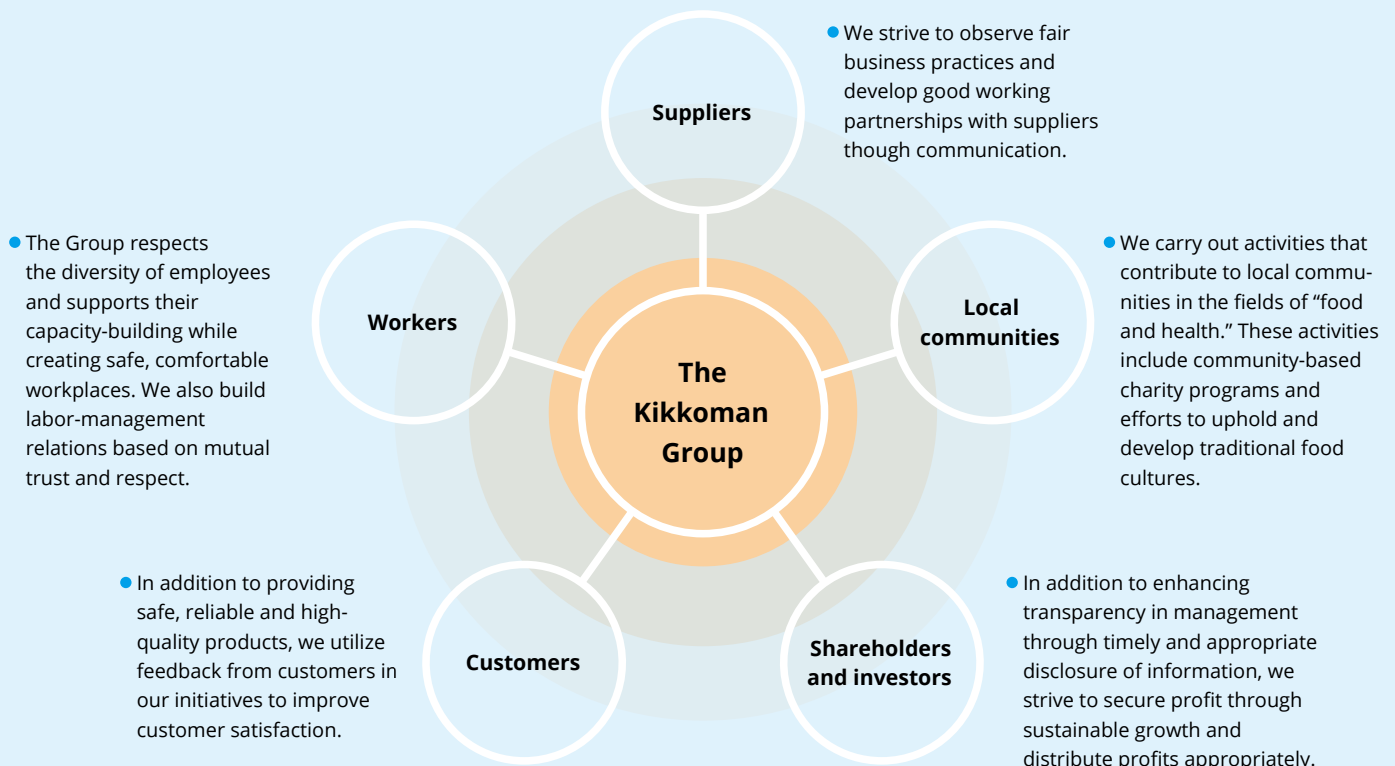 Suppliers
● We strive to observe fair
business practices and
develop good working
partnerships with suppliers
though communication.
● The Group respects
the diversity of employees
and supports their
capacity-building while
creating safe, comfortable
workplaces. We also build
labor-management
relations based on mutual
trust and respect.
Workers
Local
communities
● We carry out activities that
contribute to local commu-
nities in the fields of “food
and health.” These activities
include community-based
charity programs and
efforts to uphold and
develop traditional food
cultures.
The
Kikkoman
Group
● In addition to providing
safe, reliable and high-
quality products, we utilize
feedback from customers in
our initiatives to improve
customer satisfaction.
Customers
Shareholders
and investors
● In addition to enhancing
transparency in management
through timely and appropriate
disclosure of information, we
strive to secure profit through
sustainable growth and
distribute profits appropriately.